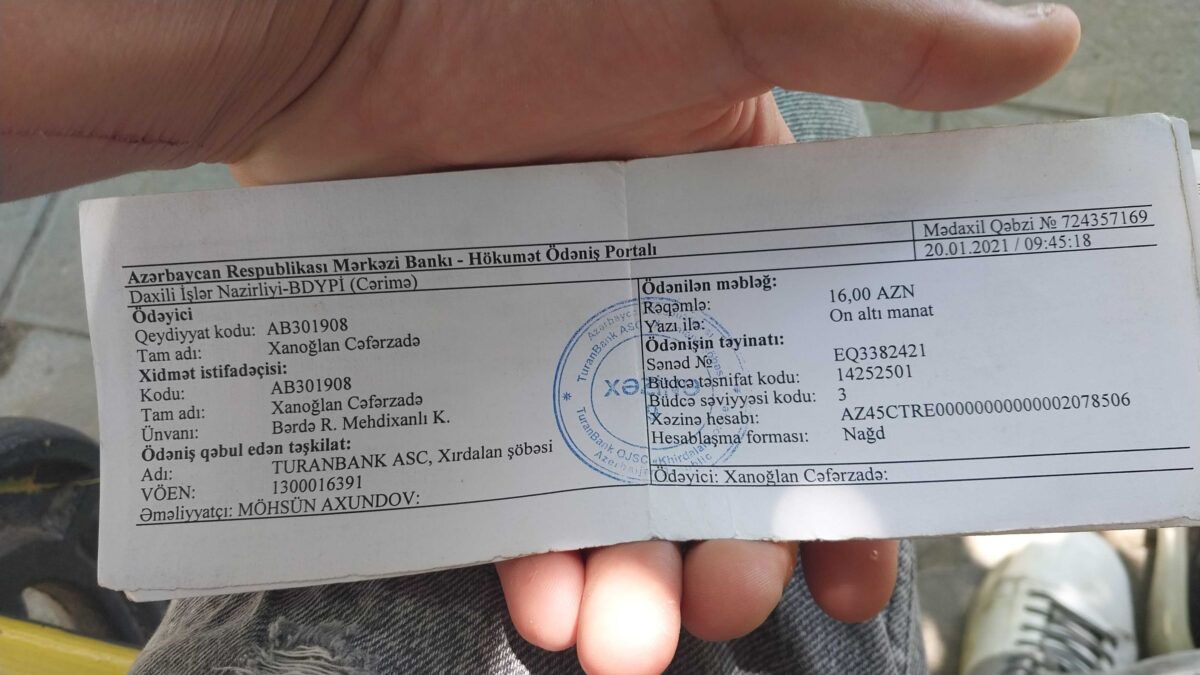 Azərbaycan Respublikası Mərkəzi Bankı - Hökumət Ödəniş Portalı
Mədaxil Qəbzi № 724357169
20.01.2021 / 09:45:18
Daxili İşlər Nazirliyi-BDYPİ (Cərimə)
Ödəyici
Qeydiyyat kodu: AB301908
Tam adı: Xanoğlan Cəfərzadə
Xidmət istifadəçisi:
Kodu: AB301908
Tam adı: Xanoğlan Cəfərzadə
Ünvanı: Bərdə R. Mehdixanlı K.
Ödəniş qəbul edən təşkilat:
Adı: TURANBANK ASC, Xırdalan şöbəsi
VÖEN: 1300016391
Əməliyyatçı: MÖHSÜN AXUNDOV:
Ödənilən məbləğ:
Rəqəmlə: 16,00 AZN
Yazı ilə: On altı manat
Ödənişin təyinatı:
Sənəd № EQ3382421
Büdcə təsnifat kodu: 14252501
Büdcə səviyyəsi kodu: 3
Xəzinə hesabı: AZ45CTRE00000000000002078506
Hesablaşma forması: Nağd
Ödəyici: Xanoğlan Cəfərzadə:
TuranBank ASC
TuranBank OJSC